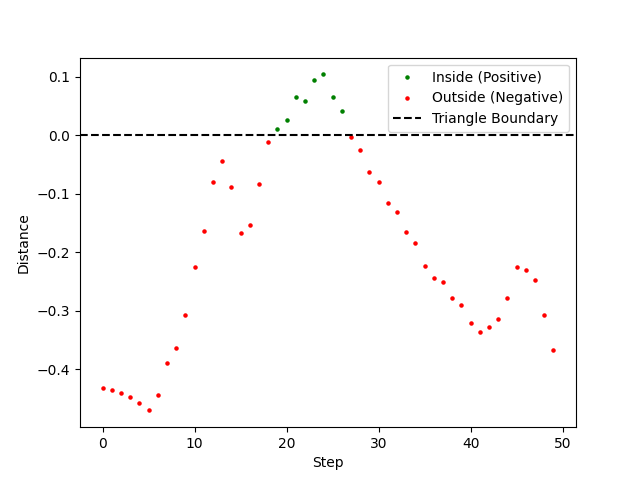 Inside (Positive)
Outside (Negative)
Triangle Boundary
0.1
0.0
−0.1
−0.2
−0.3
−0.4
Distance
0
10
20
30
40
50
Step